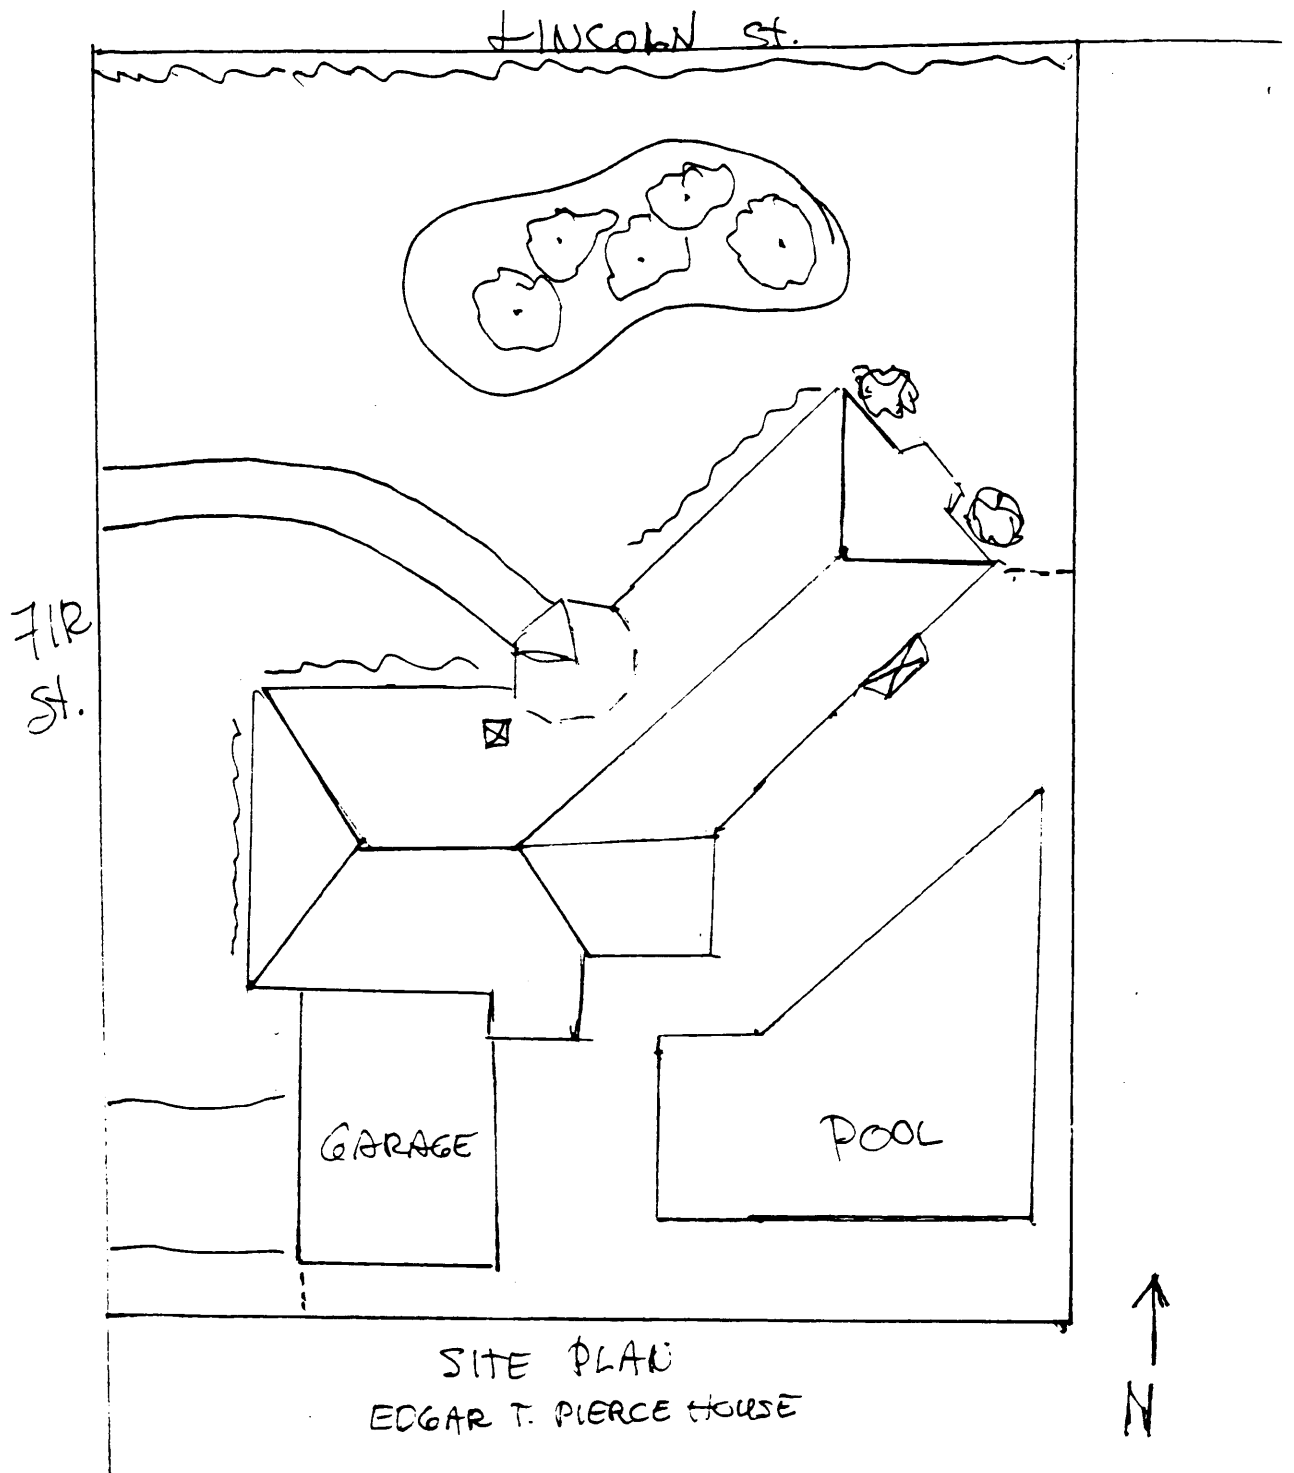 LINCOLN St.
FIR
St.
GARAGE
POOL
SITE PLAN
EDGAR T. PIERCE HOUSE
N